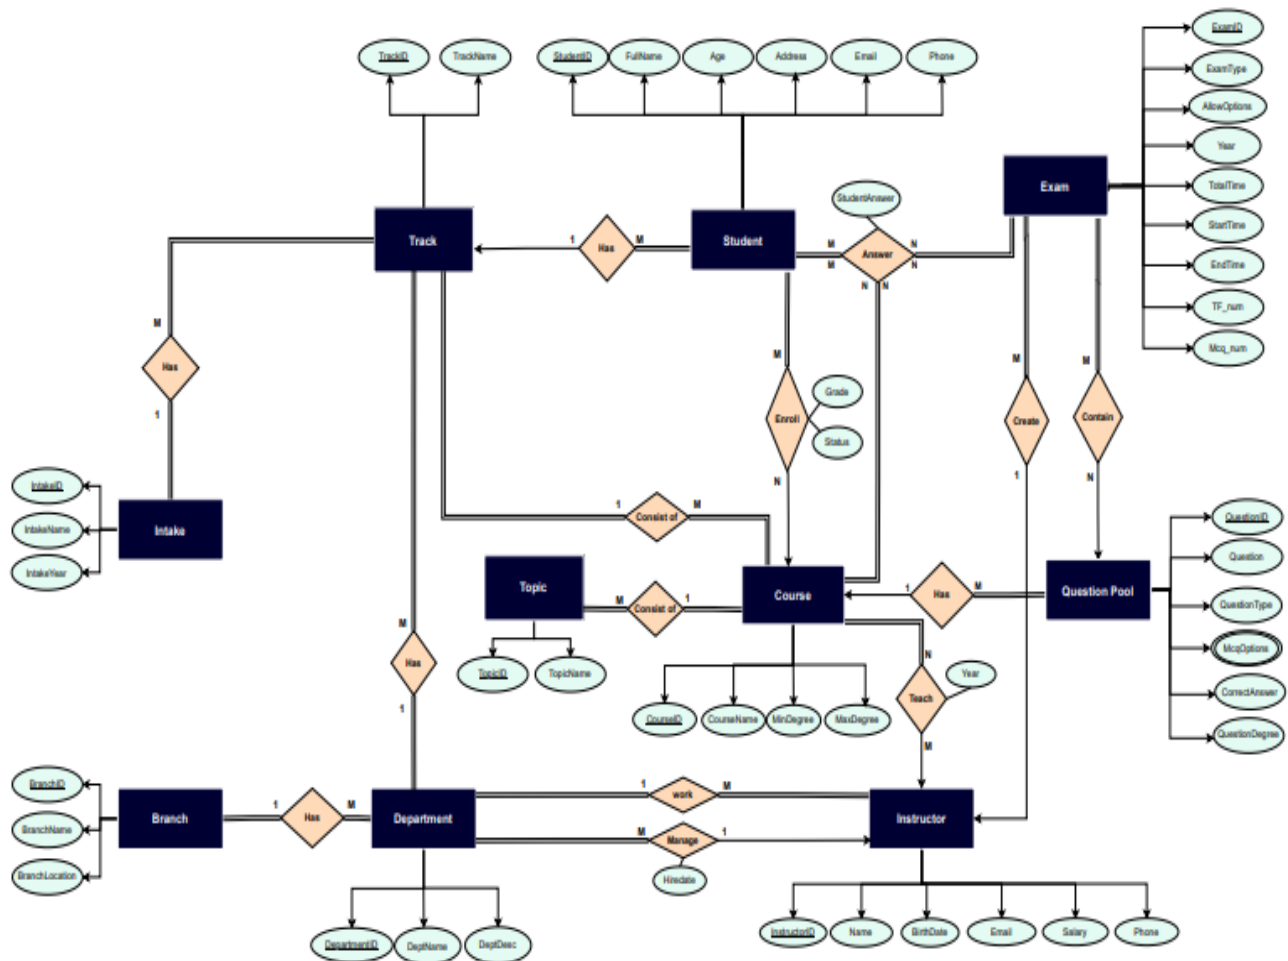 ExamID
TrackID
TrackName
StudentID
FullName
Age
Address
Email
Phone
ExamType
AllowOptions
Year
TotalTime
StartTime
EndTime
TF_num
Mcq_num
Exam
StudentAnswer
Track
1
Has
M
Student
M
N
Answer
M
N
N
N
M
M
M
M
M
Has
1
Enroll
Grade
Status
Create
Contain
1
N
N
IntakeID
IntakeName
IntakeYear
Intake
1
Consist of
M
QuestionID
Question
QuestionType
McqOptions
CorrectAnswer
QuestionDegree
Question Pool
Topic
M
Consist of
1
Course
1
Has
M
M
Has
1
N
Teach
Year
M
TopicID
TopicName
CourseID
CourseName
MinDegree
MaxDegree
BranchID
BranchName
BranchLocation
Branch
1
Has
M
Department
1
work
M
M
Manage
1
Hiredate
Instructor
DepartmentID
DeptName
DeptDesc
InstructorID
Name
BirthDate
Email
Salary
Phone